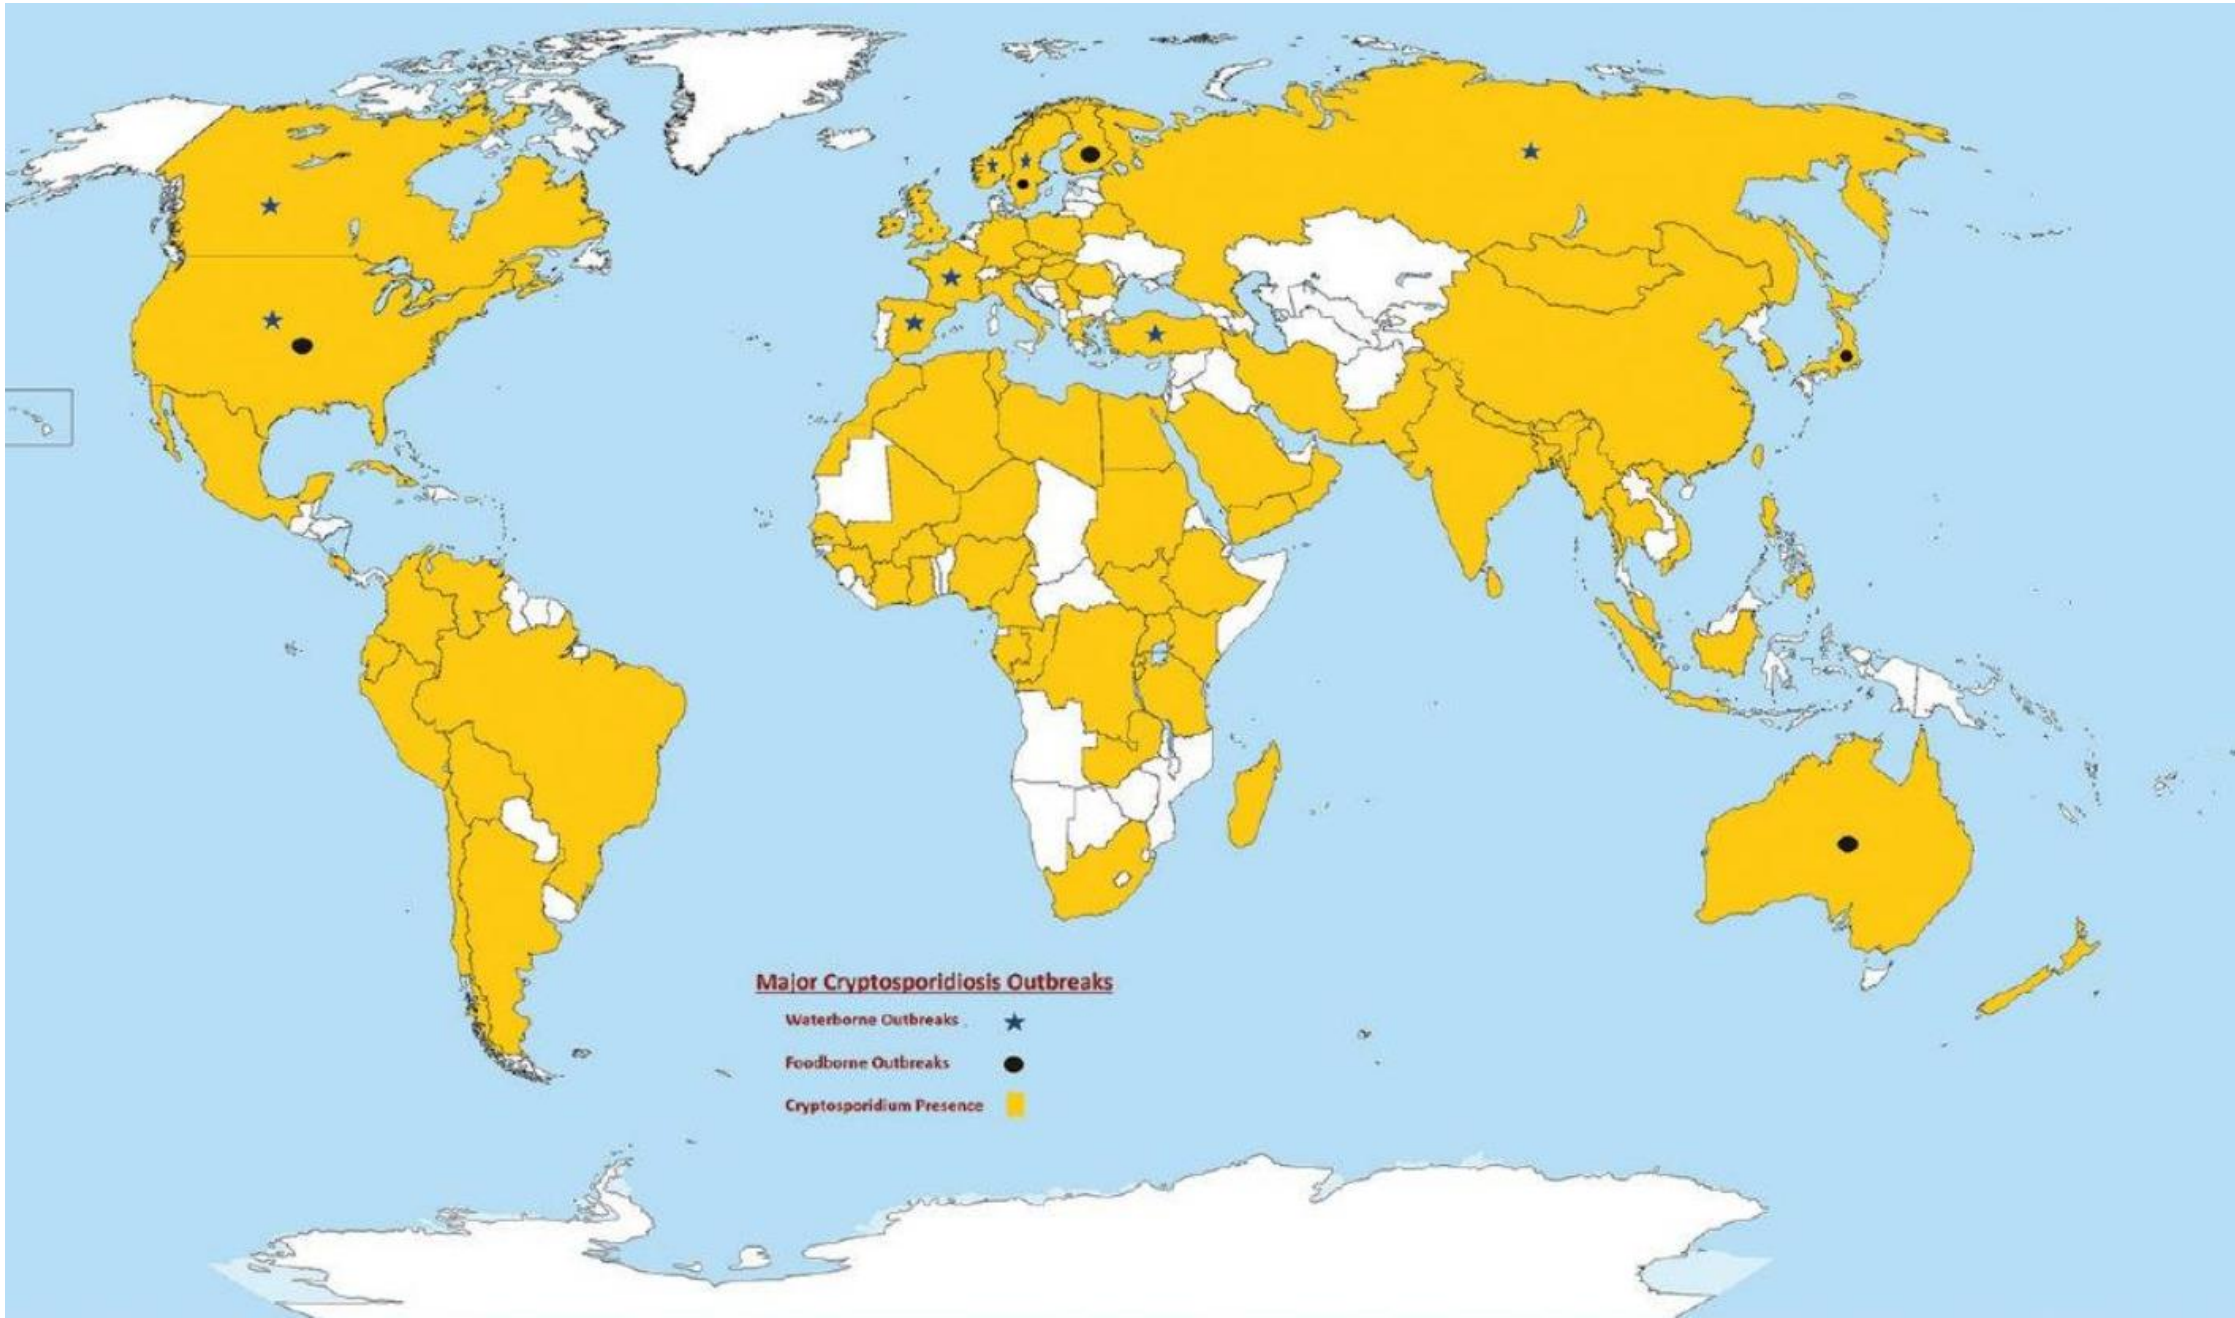 Major Cryptosporidiosis Outbreaks
Waterborne Outbreaks
Foodborne Outbreaks
Cryptosporidium Presence